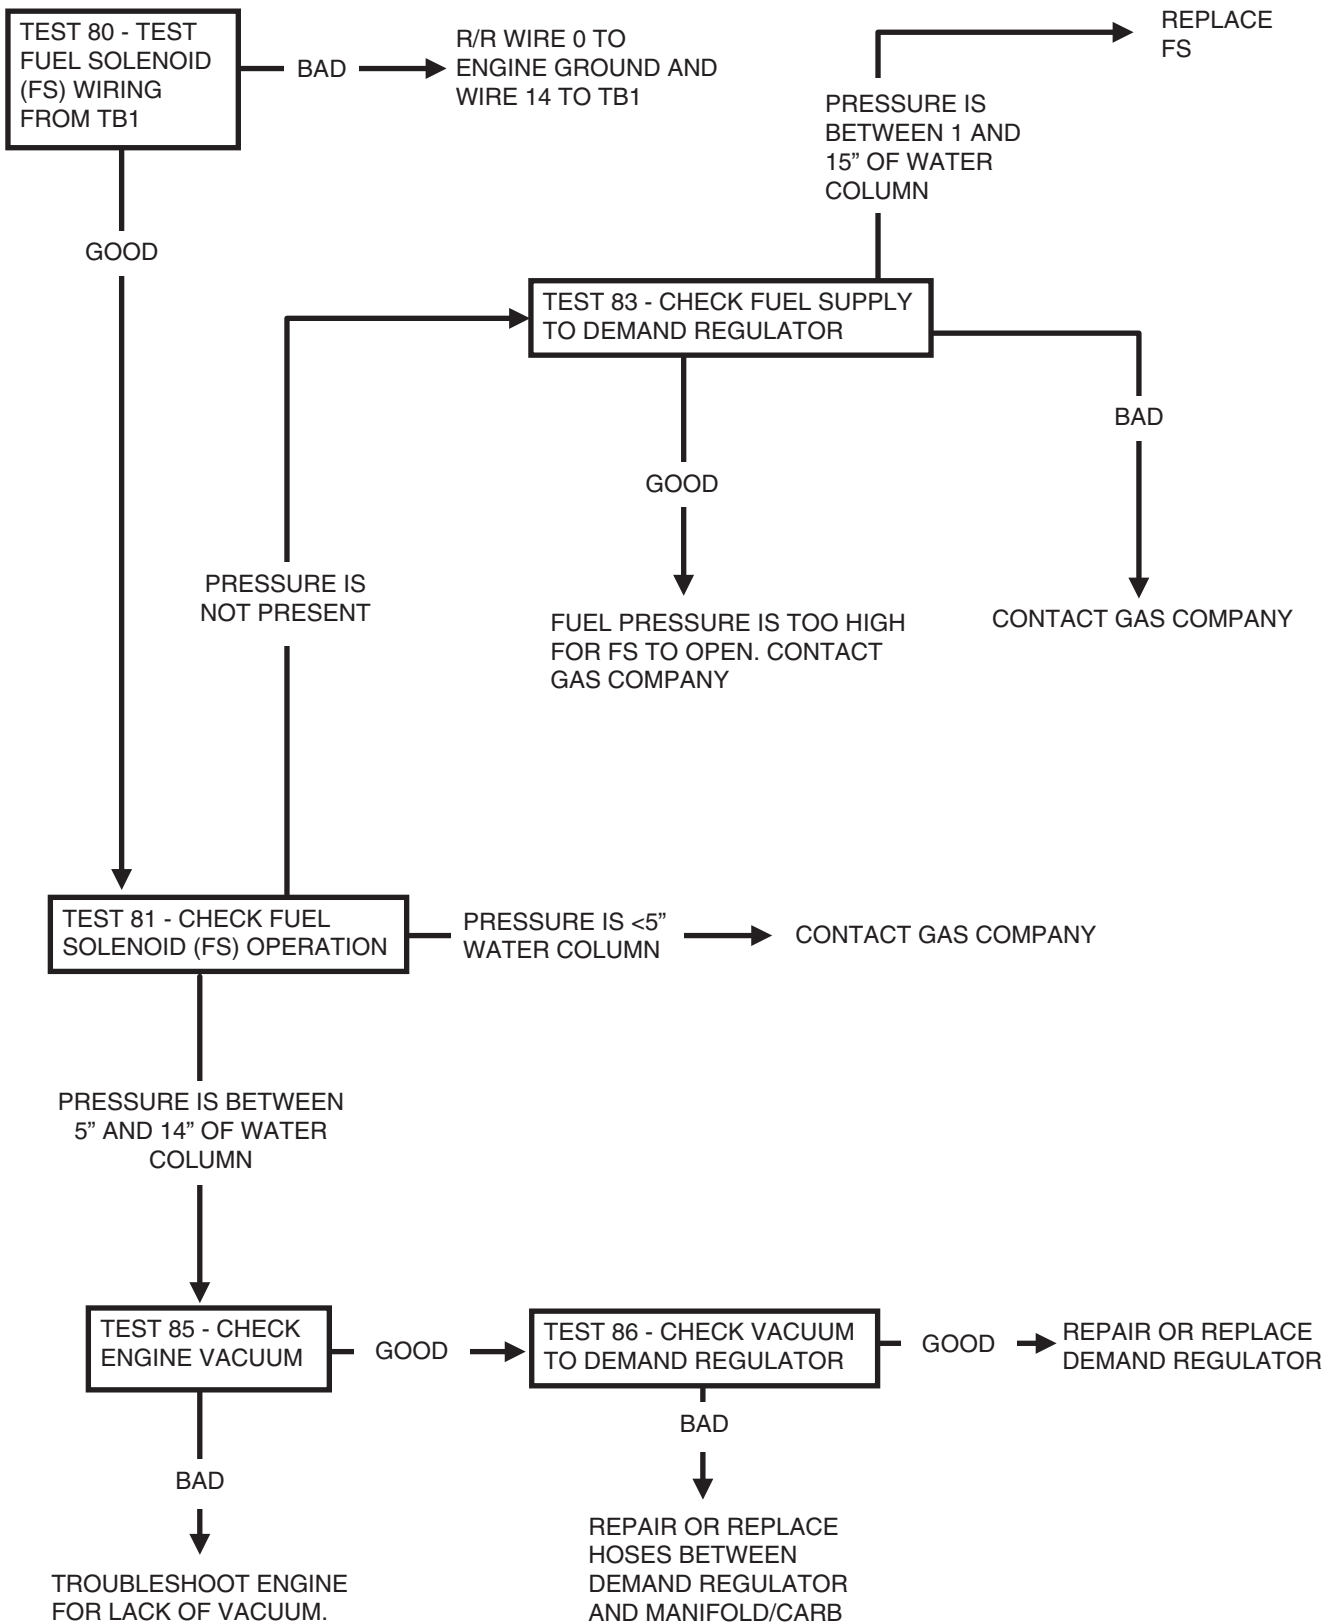 TEST 80 - TEST
FUEL SOLENOID
(FS) WIRING
FROM TB1
BAD
R/R WIRE 0 TO
ENGINE GROUND AND
WIRE 14 TO TB1
REPLACE
FS
PRESSURE IS
BETWEEN 1 AND
15” OF WATER
COLUMN
GOOD
TEST 83 - CHECK FUEL SUPPLY
TO DEMAND REGULATOR
BAD
GOOD
PRESSURE IS
NOT PRESENT
FUEL PRESSURE IS TOO HIGH
FOR FS TO OPEN. CONTACT
GAS COMPANY
CONTACT GAS COMPANY
TEST 81 - CHECK FUEL
SOLENOID (FS) OPERATION
PRESSURE IS <5”
WATER COLUMN
CONTACT GAS COMPANY
PRESSURE IS BETWEEN
5” AND 14” OF WATER
COLUMN
TEST 85 - CHECK
ENGINE VACUUM
GOOD
TEST 86 - CHECK VACUUM
TO DEMAND REGULATOR
GOOD
REPAIR OR REPLACE
DEMAND REGULATOR
BAD
BAD
TROUBLESHOOT ENGINE
FOR LACK OF VACUUM.
REPAIR OR REPLACE
HOSES BETWEEN
DEMAND REGULATOR
AND MANIFOLD/CARB